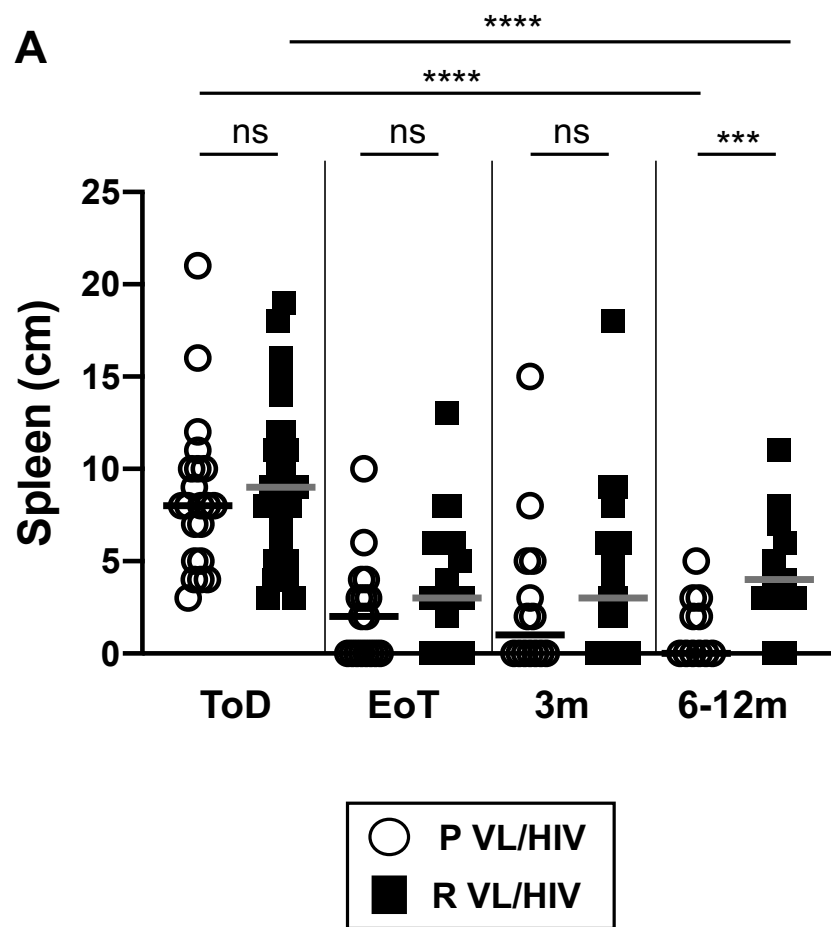 A
****
****
ns ns ns ***
25
20
15
10
5
0
Spleen (cm)
ToD EoT 3m 6-12m
P VL/HIV
R VL/HIV